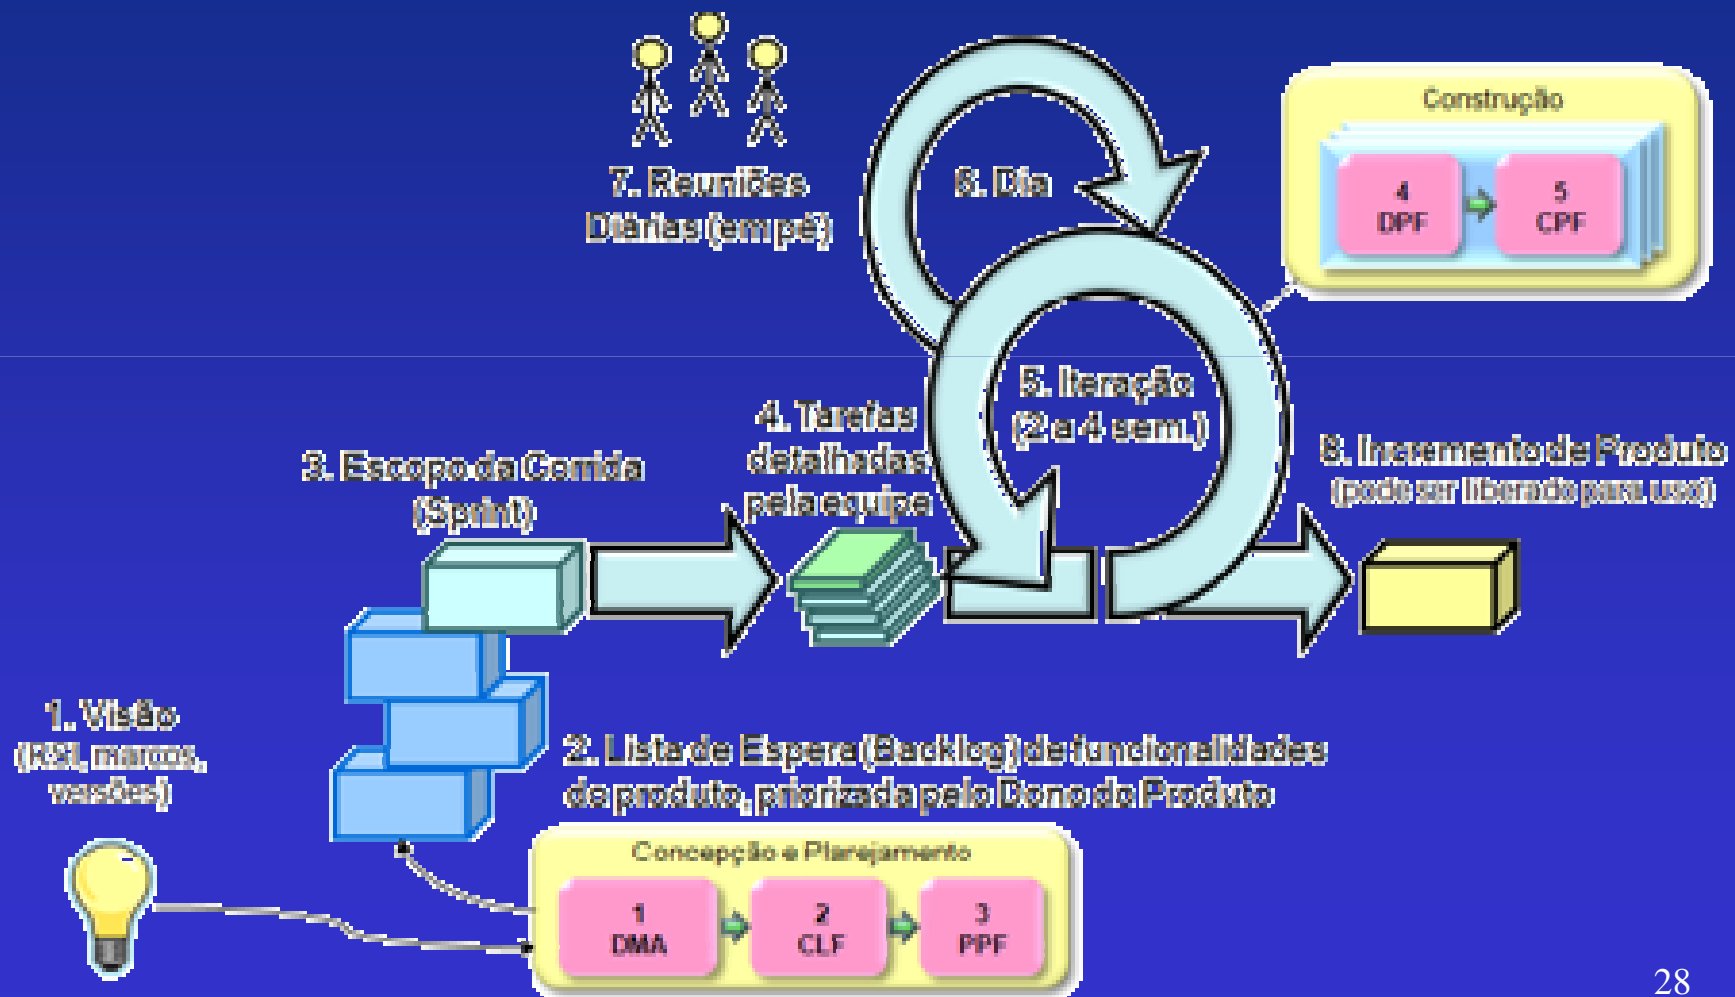 7. Reuniões
Diárias (em pé)
6. Dia
Construção
4
DPF
5
CPF
5. Iteração
(2 a 4 sem.)
4. Tarefas
detalhadas
pela equipe
3. Escopo da Corrida
(Sprint)
8. Incremento de Produto
(pode ser liberado para uso)
1. Visão
(RSI, marcos,
versões)
2. Lista de Espera (Backlog) de funcionalidades
de produto, priorizada pelo Dono do Produto
Concepção e Planejamento
1
DMA
2
CLF
3
PPF
28